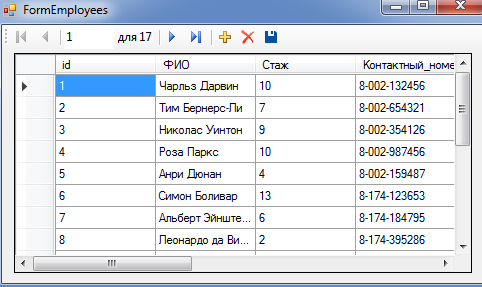 FormEmployees
1 для 17
id ФИО Стаж Контактный_номе
1 Чарльз Дарвин 10 8-002-132456
2 Тим Бернерс-Ли 7 8-002-654321
3 Николас Уинтон 9 8-002-354126
4 Роза Паркс 10 8-002-987456
5 Анри Дюнан 4 8-002-159487
6 Симон Боливар 13 8-174-123653
7 Альберт Эйнште... 6 8-174-184795
8 Леонардо да Ви... 2 8-174-395286